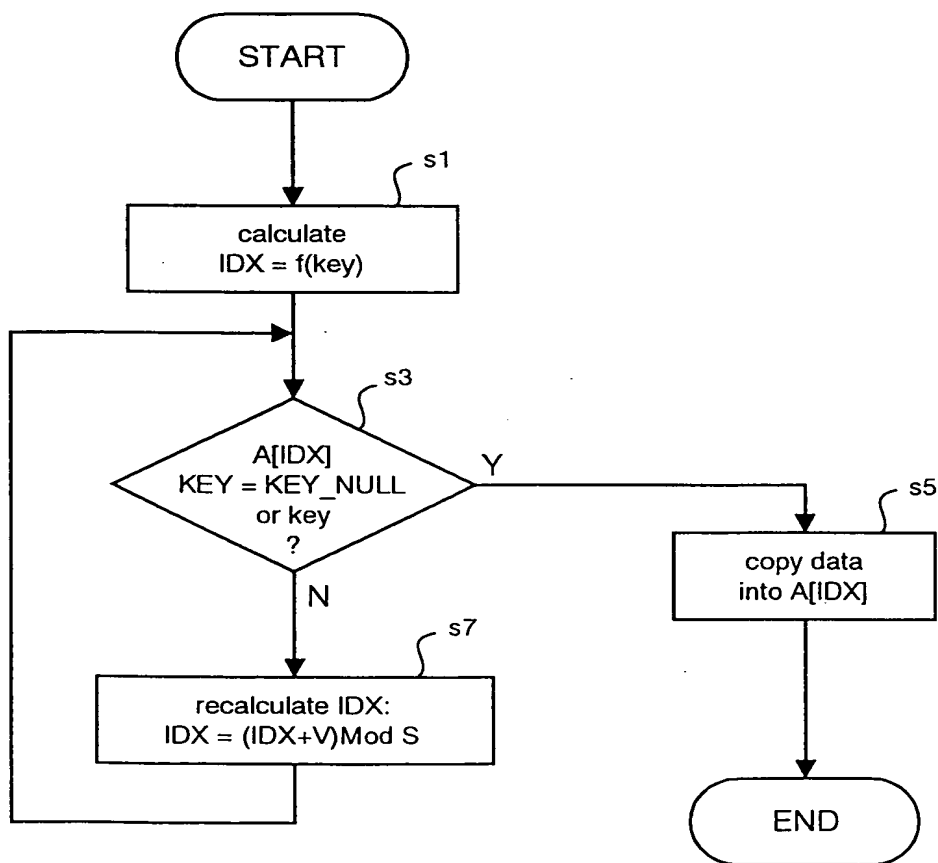 START
s1
calculate
IDX = f(key)
s3
A[IDX]
KEY = KEY_NULL
or key
?
Y
s5
copy data
into A[IDX]
N
s7
recalculate IDX:
IDX = (IDX+V)Mod S
END